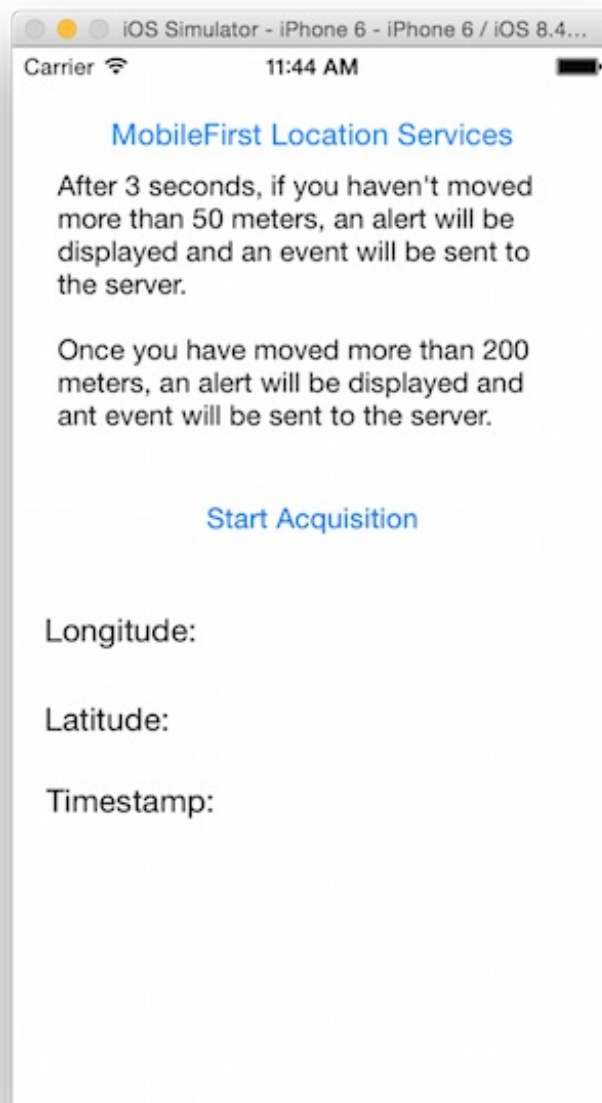 iOS Simulator - iPhone 6 - iPhone 6 / iOS 8.4...
Carrier 11:44 AM
MobileFirst Location Services
After 3 seconds, if you haven't moved
more than 50 meters, an alert will be
displayed and an event will be sent to
the server.
Once you have moved more than 200
meters, an alert will be displayed and
ant event will be sent to the server.
Start Acquisition
Longitude:
Latitude:
Timestamp: